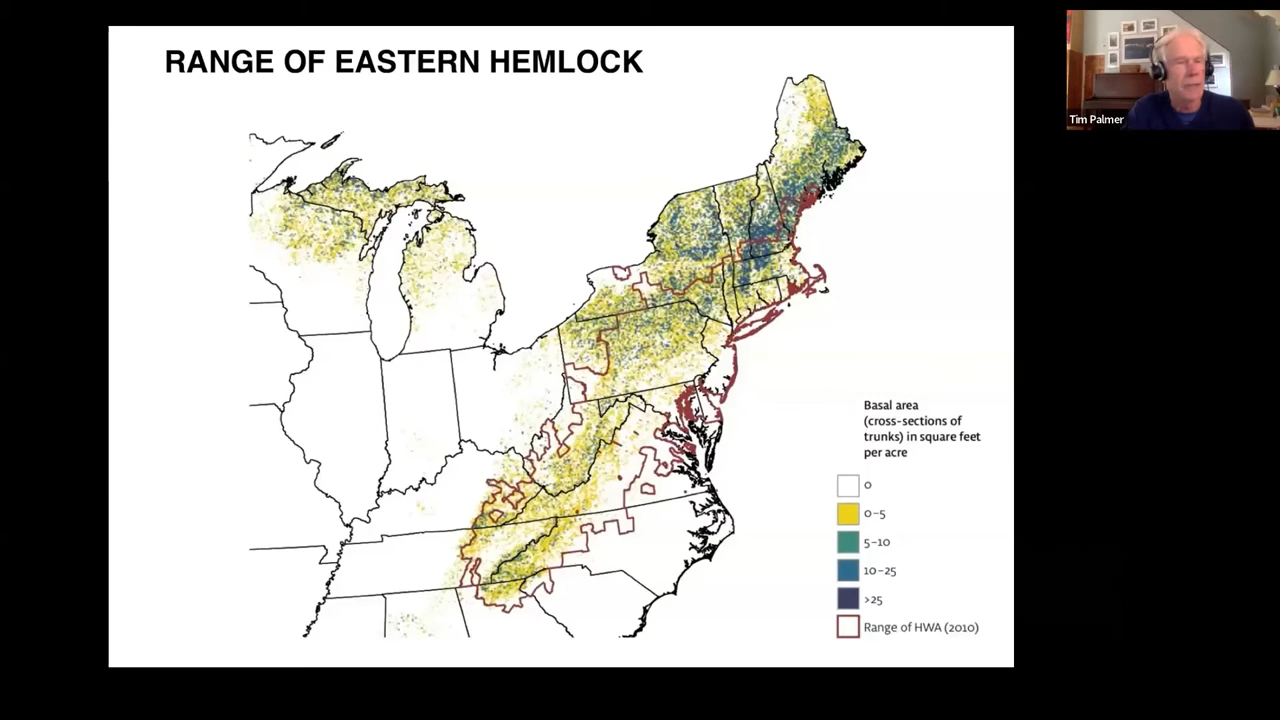 RANGE OF EASTERN HEMLOCK
Tim Palmer
Basal area
(cross-sections of
trunks) in square feet
per acre
0
0–5
5–10
10–25
>25
Range of HWA (2010)